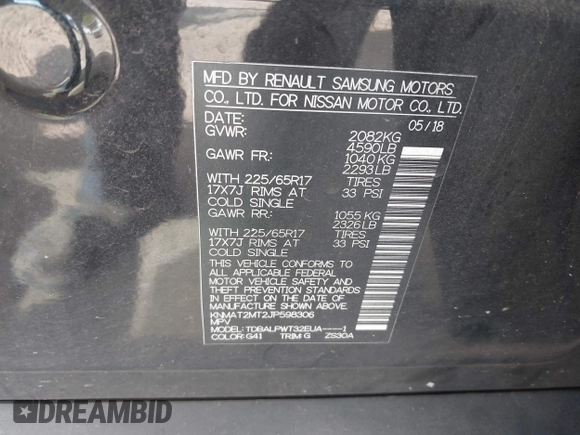 MFD BY RENAULT SAMSUNG MOTORS
CO., LTD. FOR NISSAN MOTOR CO., LTD.
DATE: 05/18
GVWR: 2082KG
4590LB
GAWR FR: 1040KG
2293LB
WITH 225/65R17 TIRES
17X7J RIMS AT 33 PSI
COLD SINGLE
GAWR RR: 1055KG
2326LB
WITH 225/65R17 TIRES
17X7J RIMS AT 33 PSI
COLD SINGLE
THIS VEHICLE CONFORMS TO
ALL APPLICABLE FEDERAL
MOTOR VEHICLE SAFETY AND
THEFT PREVENTION STANDARDS
IN EFFECT ON THE DATE OF
MANUFACTURE SHOWN ABOVE.
KNMAT2MT2JP598306
MPV
MODEL: TDBALPWT32EUA----1
COLOR: G41 TRIM: G ZS30A
DREAMBID